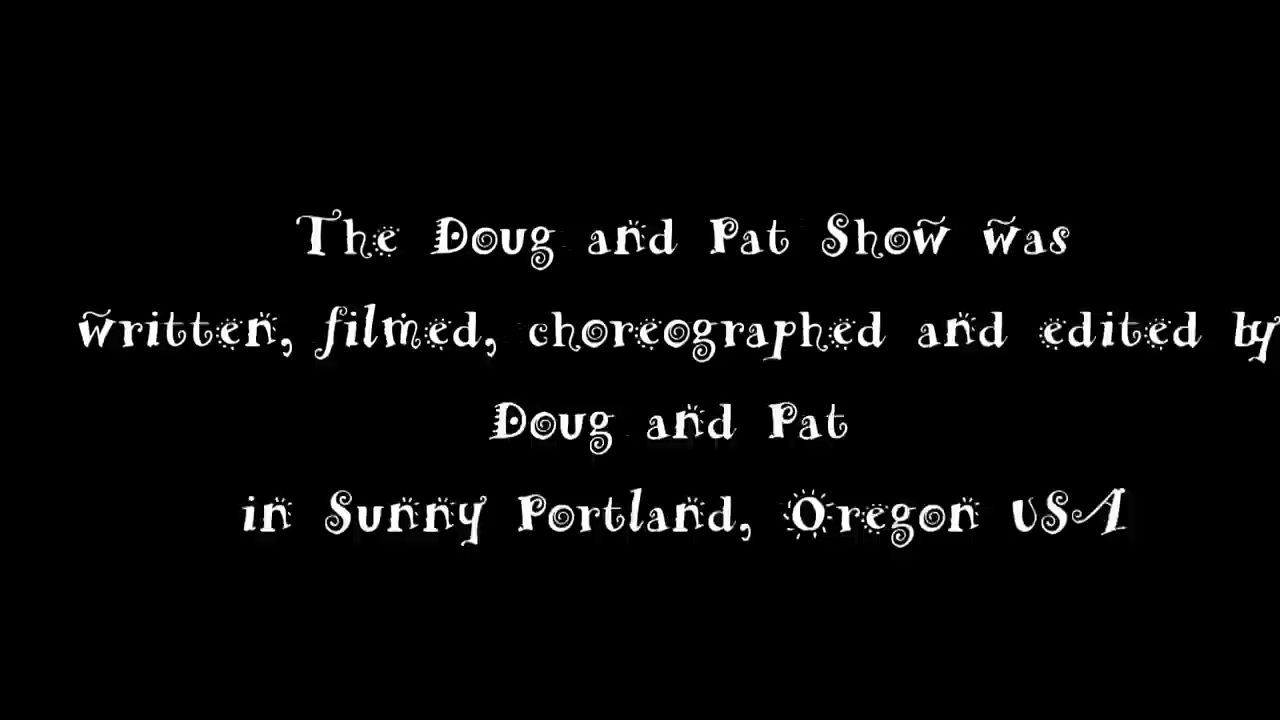 The Doug and Pat Show was
written, filmed, choreographed and edited by
Doug and Pat
in Sunny Portland, Oregon USA